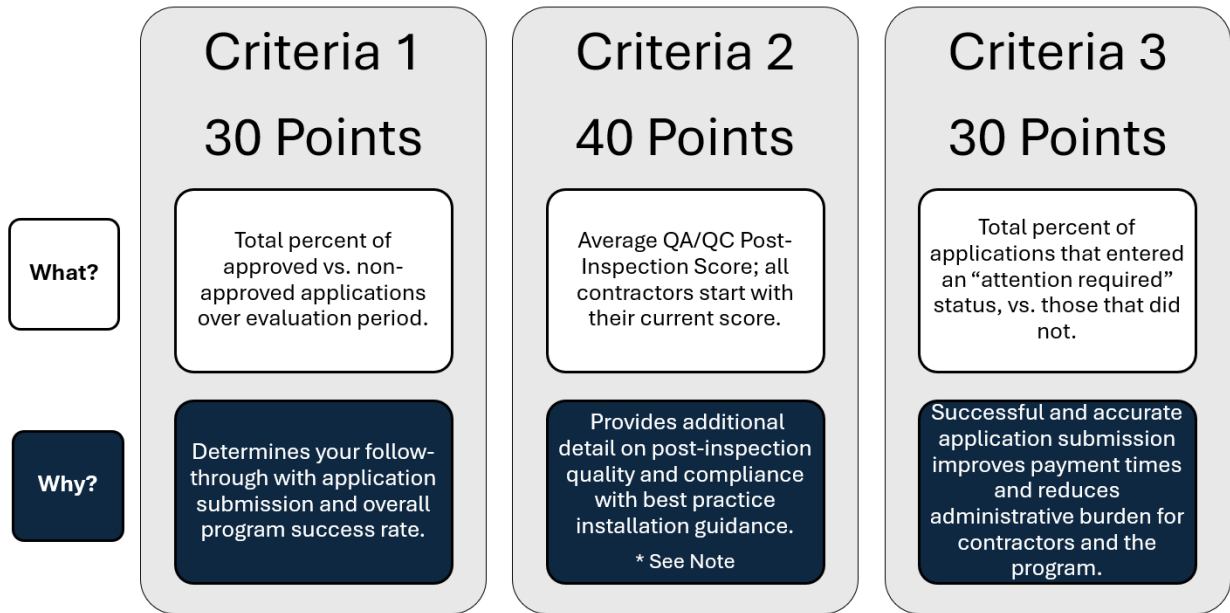 Criteria 1
30 Points
Criteria 2
40 Points
Criteria 3
30 Points
What?
Total percent of
approved vs. non-
approved applications
over evaluation period.
Average QA/QC Post-
Inspection Score; all
contractors start with
their current score.
Total percent of
applications that entered
an “attention required”
status, vs. those that did
not.
Why?
Determines your follow-
through with application
submission and overall
program success rate.
Provides additional
detail on post-inspection
quality and compliance
with best practice
installation guidance.
* See Note
Successful and accurate
application submission
improves payment times
and reduces
administrative burden for
contractors and the
program.